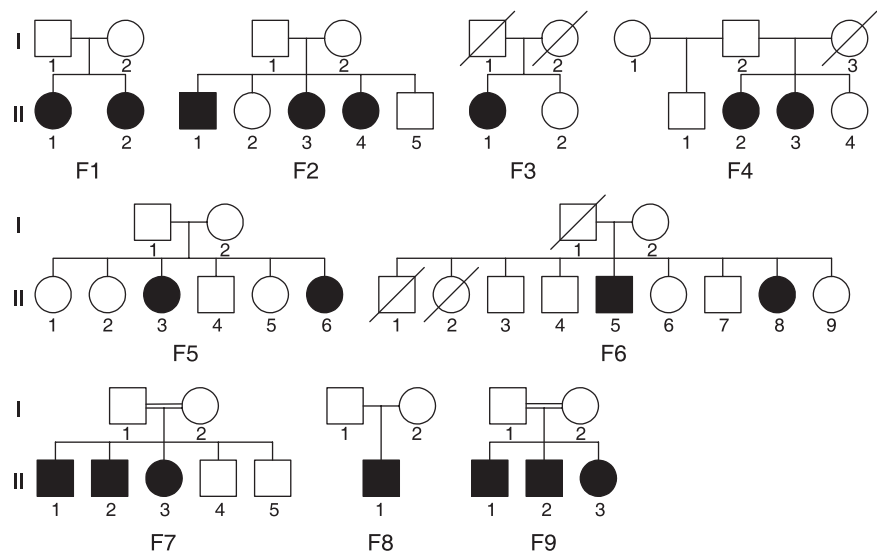 I
1 2 1 2 1 2 1 2 3
II
1 2 1 2 3 4 5 1 2 1 2 3 4
F1 F2 F3 F4
I
1 2 1 2
II
1 2 3 4 5 6 1 2 3 4 5 6 7 8 9
F5 F6
I
1 2 1 2 1 2
II
1 2 3 4 5 1 1 2 3
F7 F8 F9